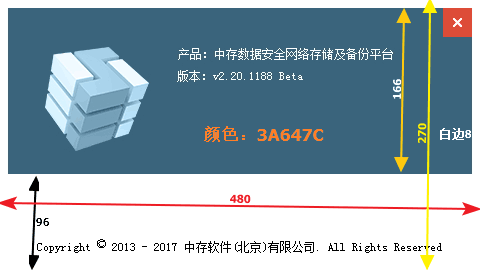 产品：中存数据安全网络存储及备份平台
版本：v2.20.1188 Beta
166
270
颜色：3A647C
白边8
480
96
Copyright © 2013 - 2017 中存软件(北京)有限公司. All Rights Reserved